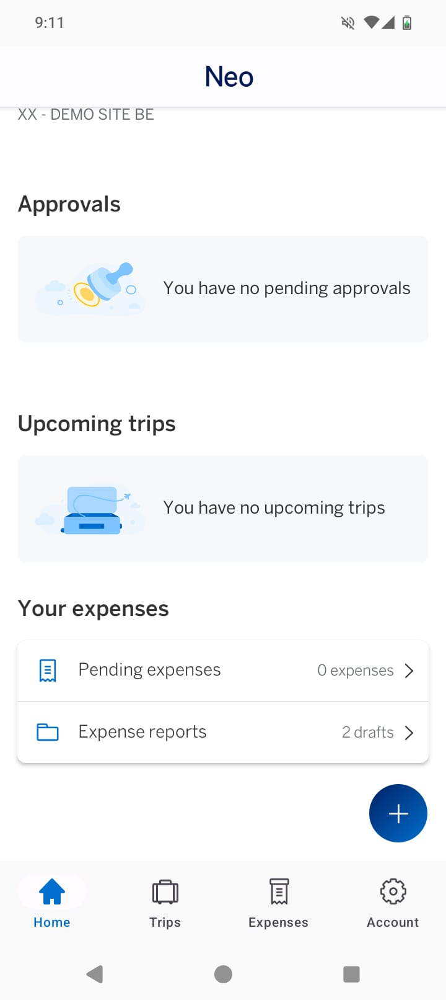 9:11
Neo
XX - DEMO SITE BE
Approvals
You have no pending approvals
Upcoming trips
You have no upcoming trips
Your expenses
Pending expenses 0 expenses
Expense reports 2 drafts
Home Trips Expenses Account